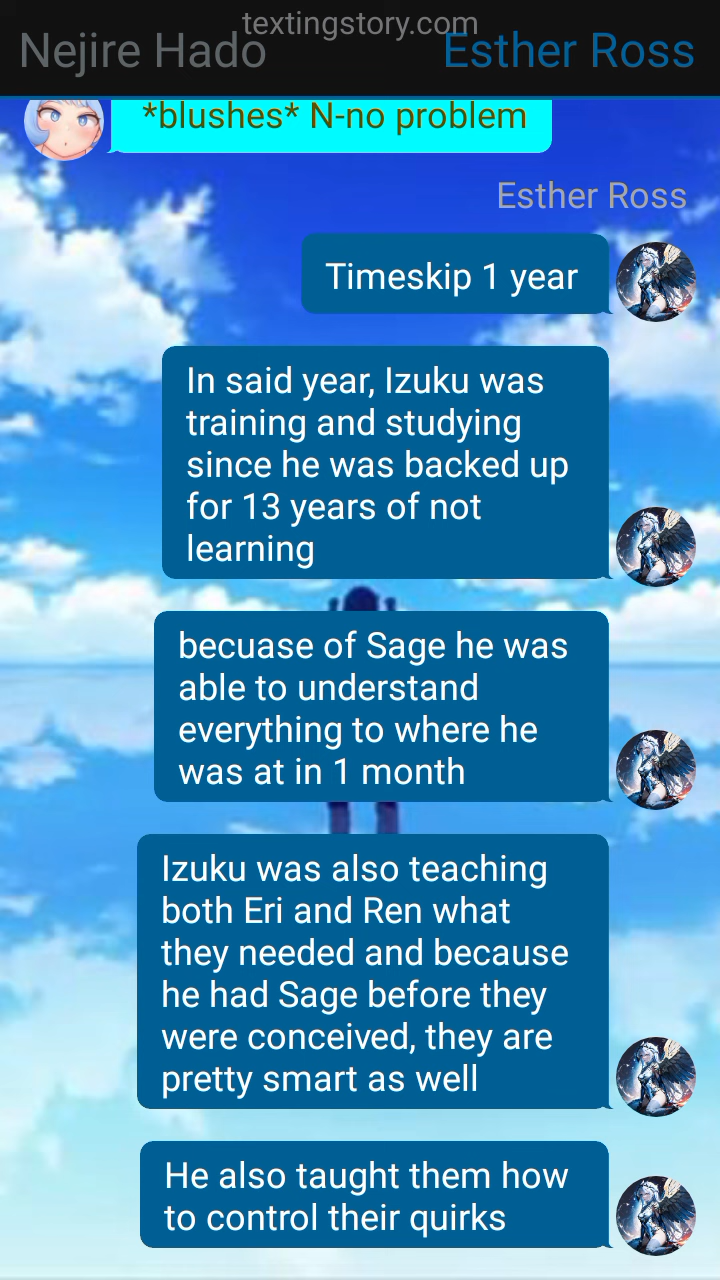 textingstory.com
Nejire Hado
Esther Ross
*blushes* N-no problem
Esther Ross
Timeskip 1 year
In said year, Izuku was
training and studying
since he was backed up
for 13 years of not
learning
becuase of Sage he was
able to understand
everything to where he
was at in 1 month
Izuku was also teaching
both Eri and Ren what
they needed and because
he had Sage before they
were conceived, they are
pretty smart as well
He also taught them how
to control their quirks